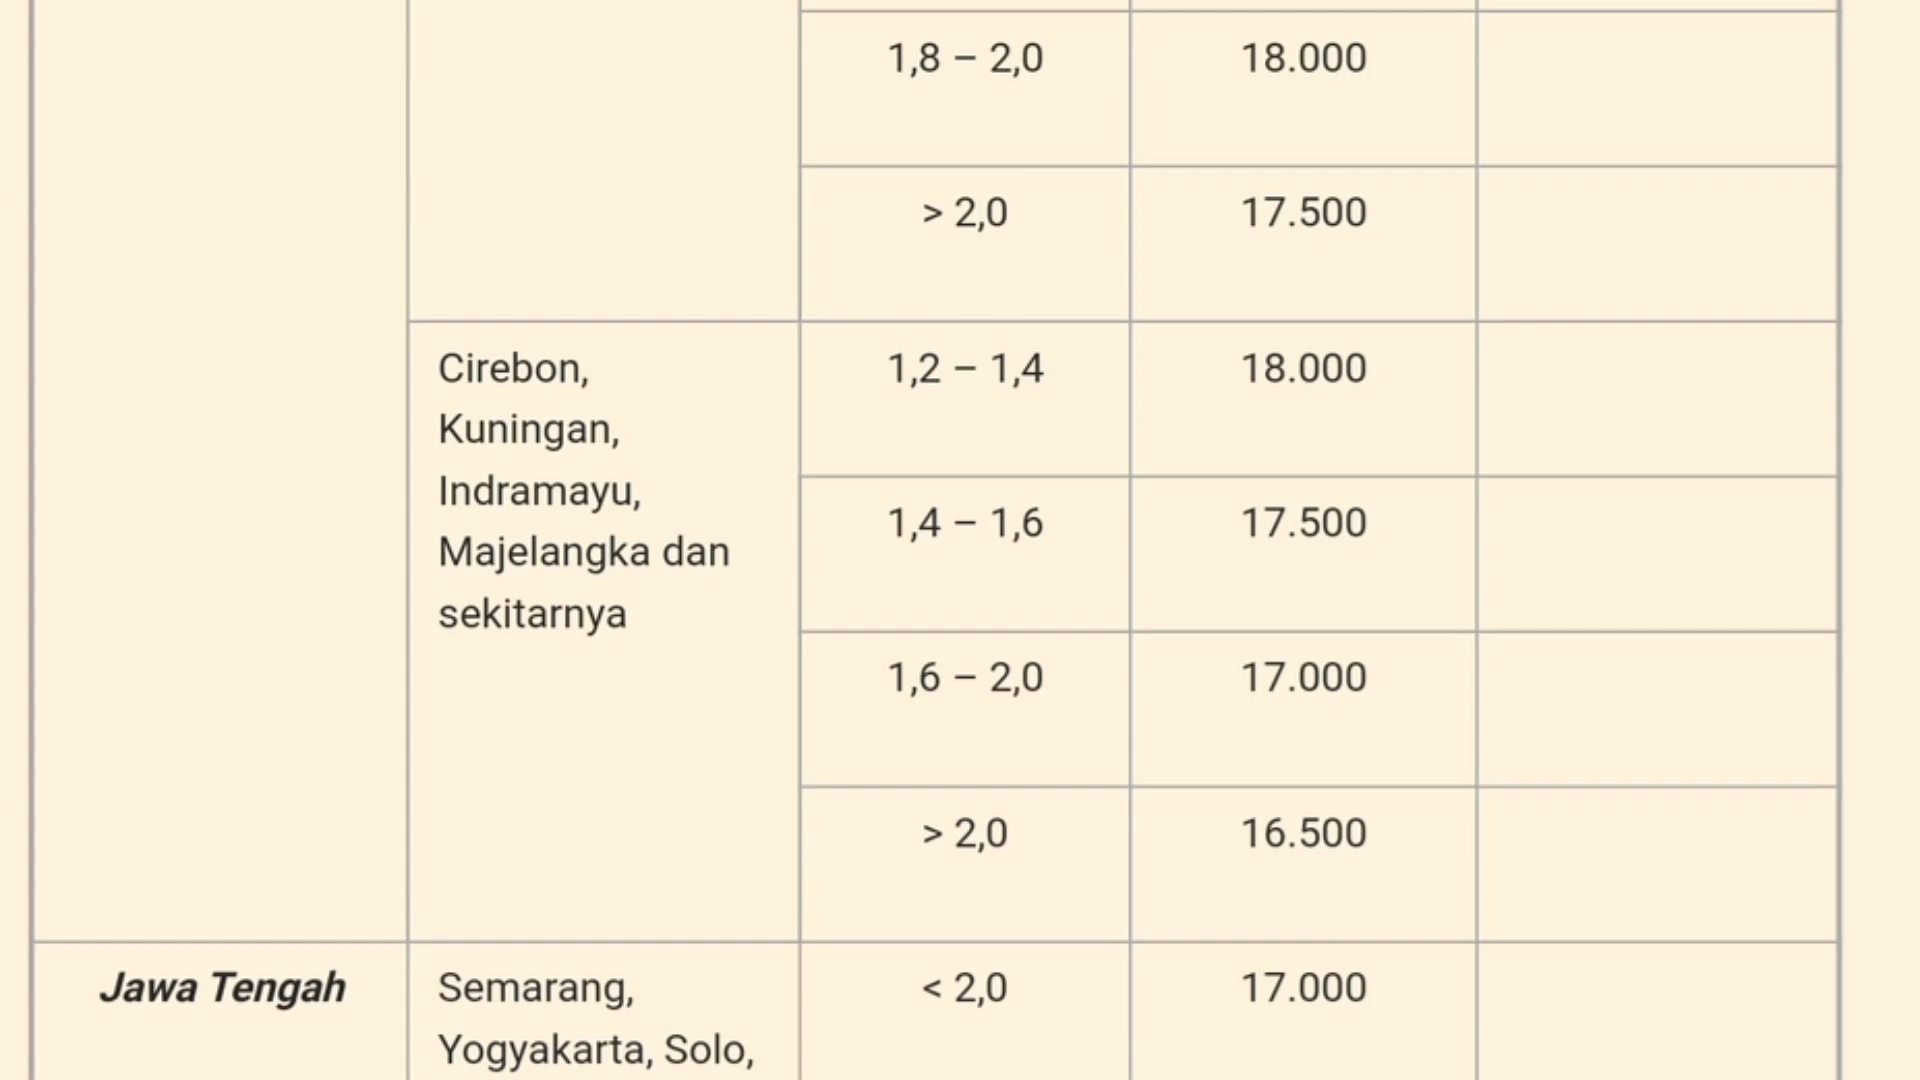 1,8 – 2,0 18.000
> 2,0 17.500
Cirebon, 1,2 – 1,4 18.000
Kuningan,
Indramayu, 1,4 – 1,6 17.500
Majelangka dan
sekitarnya
1,6 – 2,0 17.000
> 2,0 16.500
Jawa Tengah Semarang, < 2,0 17.000
Yogyakarta, Solo,